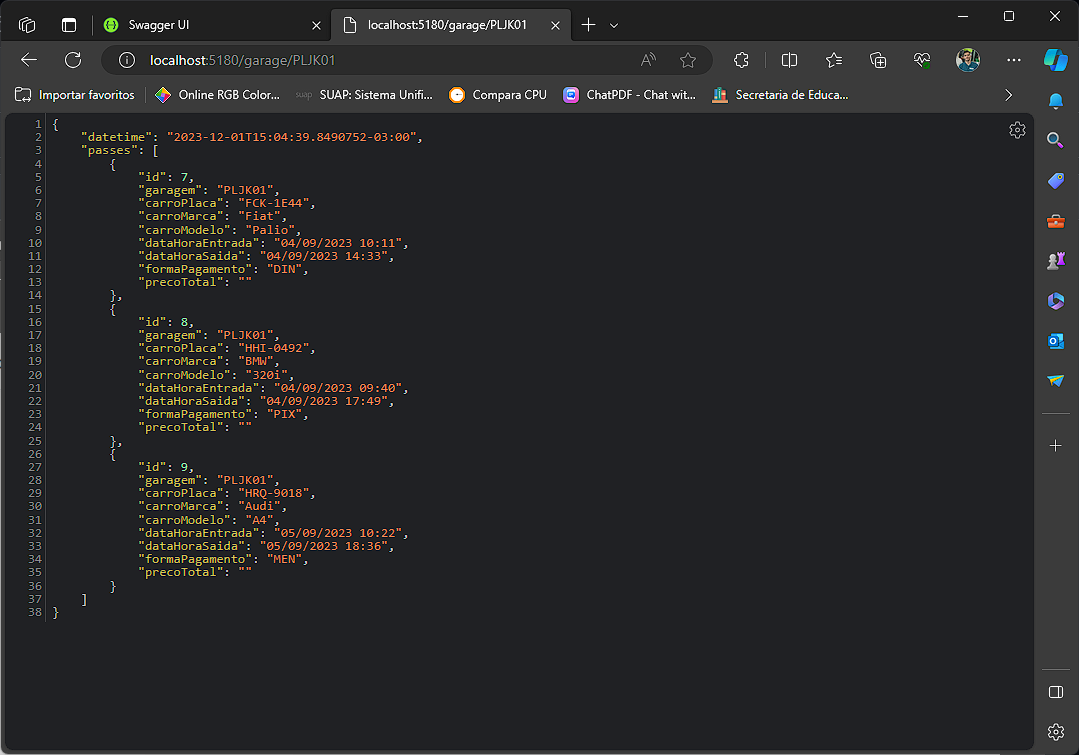 Swagger UI
localhost:5180/garage/PLJK01
localhost:5180/garage/PLJK01
Importar favoritos
Online RGB Color...
suap SUAP: Sistema Unifi...
Compara CPU
ChatPDF - Chat wit...
Secretaria de Educa...
1 {
2 "datetime": "2023-12-01T15:04:39.8490752-03:00",
3 "passes": [
4 {
5 "id": 7,
6 "garagem": "PLJK01",
7 "carroPlaca": "FCK-1E44",
8 "carroMarca": "Fiat",
9 "carroModelo": "Palio",
10 "dataHoraEntrada": "04/09/2023 10:11",
11 "dataHoraSaida": "04/09/2023 14:33",
12 "formaPagamento": "DIN",
13 "precoTotal": ""
14 },
15 {
16 "id": 8,
17 "garagem": "PLJK01",
18 "carroPlaca": "HHI-0492",
19 "carroMarca": "BMW",
20 "carroModelo": "320i",
21 "dataHoraEntrada": "04/09/2023 09:40",
22 "dataHoraSaida": "04/09/2023 17:49",
23 "formaPagamento": "PIX",
24 "precoTotal": ""
25 },
26 {
27 "id": 9,
28 "garagem": "PLJK01",
29 "carroPlaca": "HRQ-9018",
30 "carroMarca": "Audi",
31 "carroModelo": "A4",
32 "dataHoraEntrada": "05/09/2023 10:22",
33 "dataHoraSaida": "05/09/2023 18:36",
34 "formaPagamento": "MEN",
35 "precoTotal": ""
36 }
37 ]
38 }